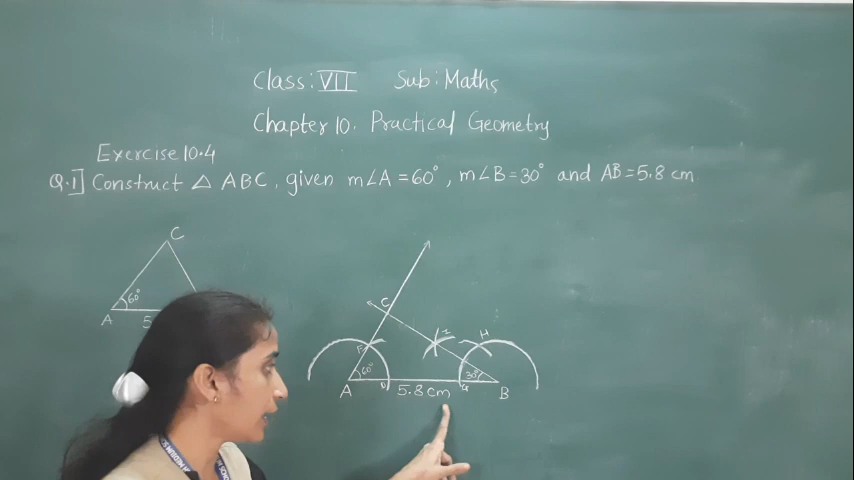 Class: VII Sub: Maths
Chapter 10. Practical Geometry
Exercise 10.4
Q.1] Construct △ ABC, given m∠A = 60°, m∠B = 30° and AB = 5.8 cm
C
60°
A
5
C
F
I
H
60°
30°
A
D
5.8 cm
G
B